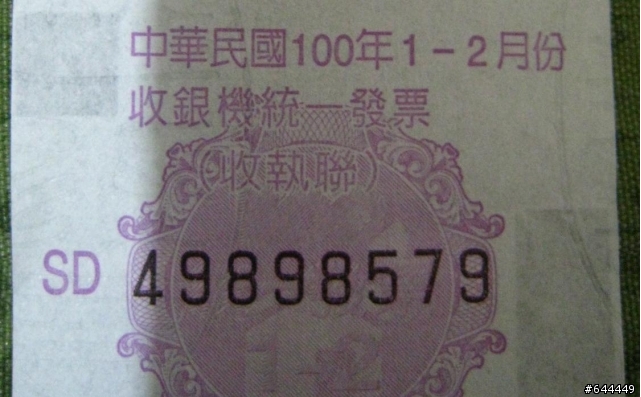 中華民國100年1－2月份
收銀機統一發票
（收執聯）
SD 49898579
#644449